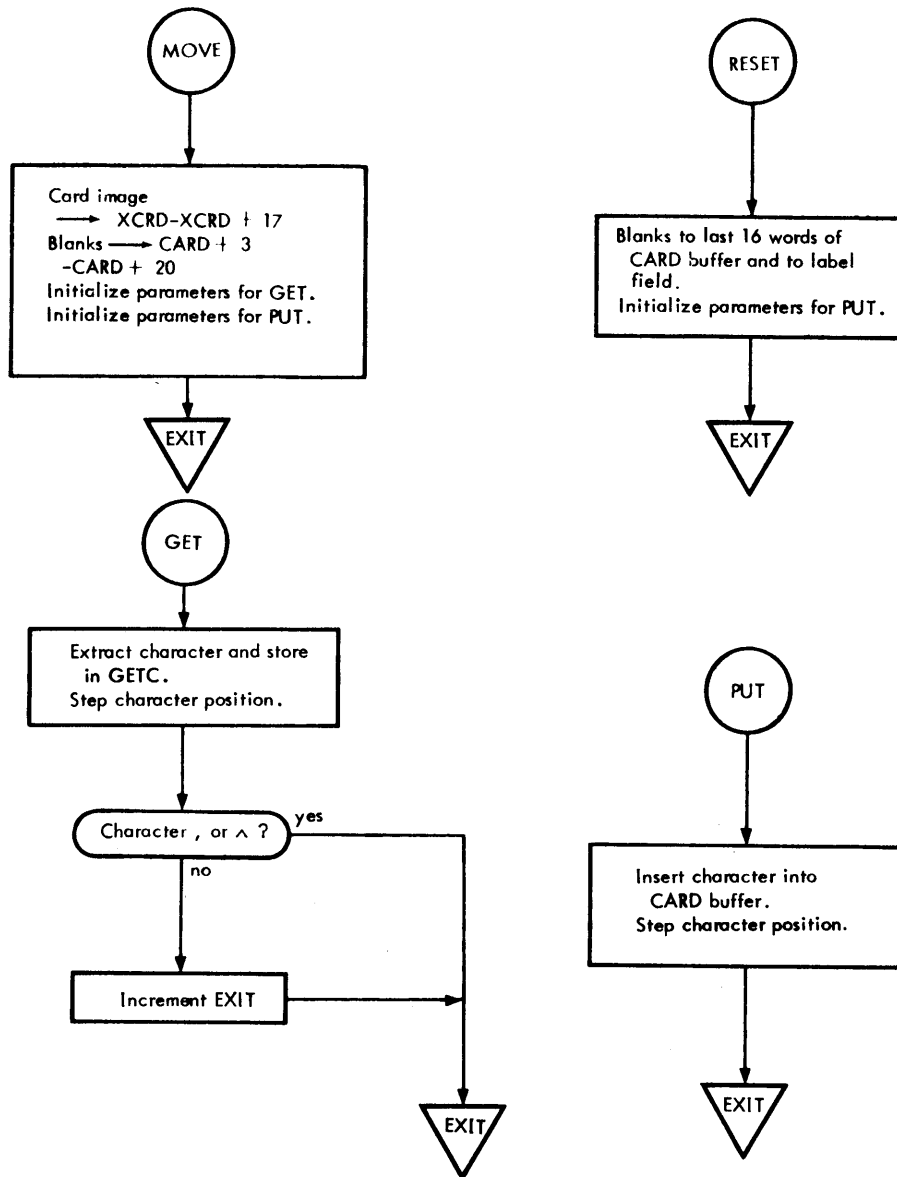 MOVE
Card image
⟶ XCRD-XCRD + 17
Blanks ⟶ CARD + 3
-CARD + 20
Initialize parameters for GET.
Initialize parameters for PUT.
EXIT
RESET
Blanks to last 16 words of
CARD buffer and to label
field.
Initialize parameters for PUT.
EXIT
GET
Extract character and store
in GETC.
Step character position.
Character , or ʌ ?
yes
no
Increment EXIT
EXIT
PUT
Insert character into
CARD buffer.
Step character position.
EXIT